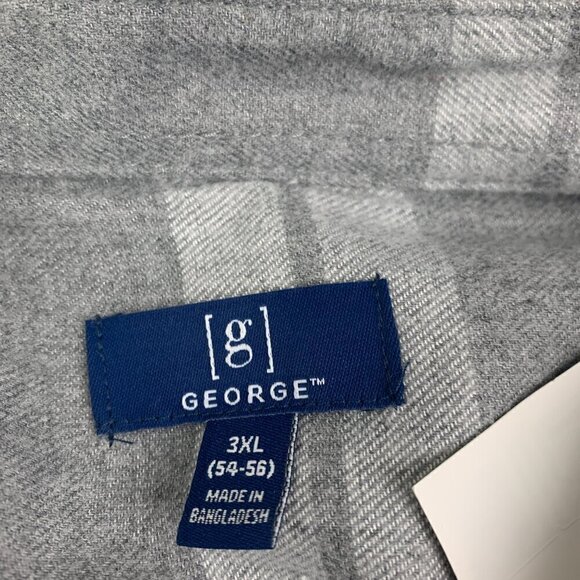 [g]
GEORGE™
3XL
(54-56)
MADE IN
BANGLADESH